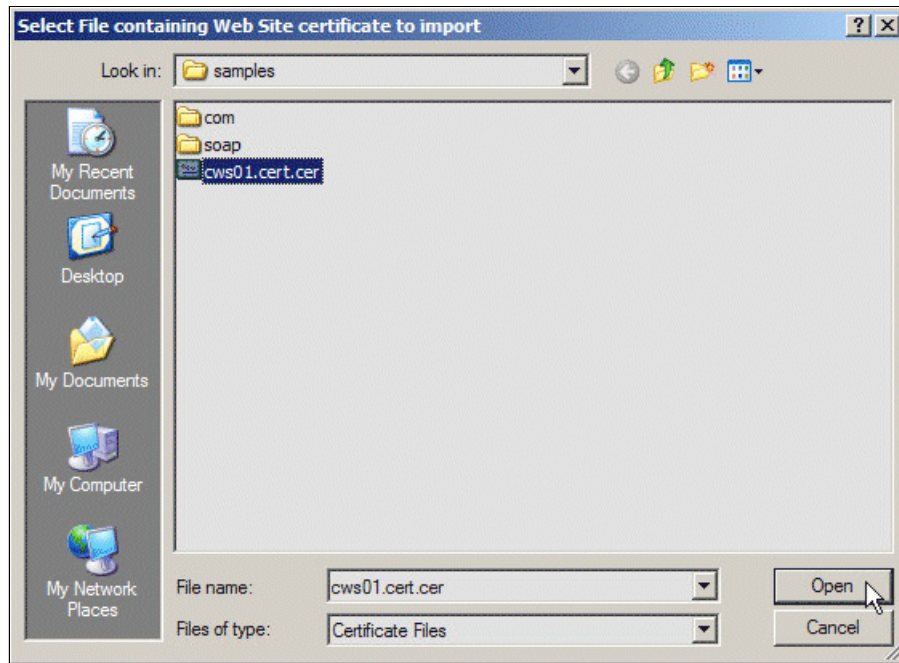 Select File containing Web Site certificate to import
Look in: samples
com
soap
cws01.cert.cer
My Recent
Documents
Desktop
My Documents
My Computer
My Network
Places
File name: cws01.cert.cer Open
Files of type: Certificate Files Cancel